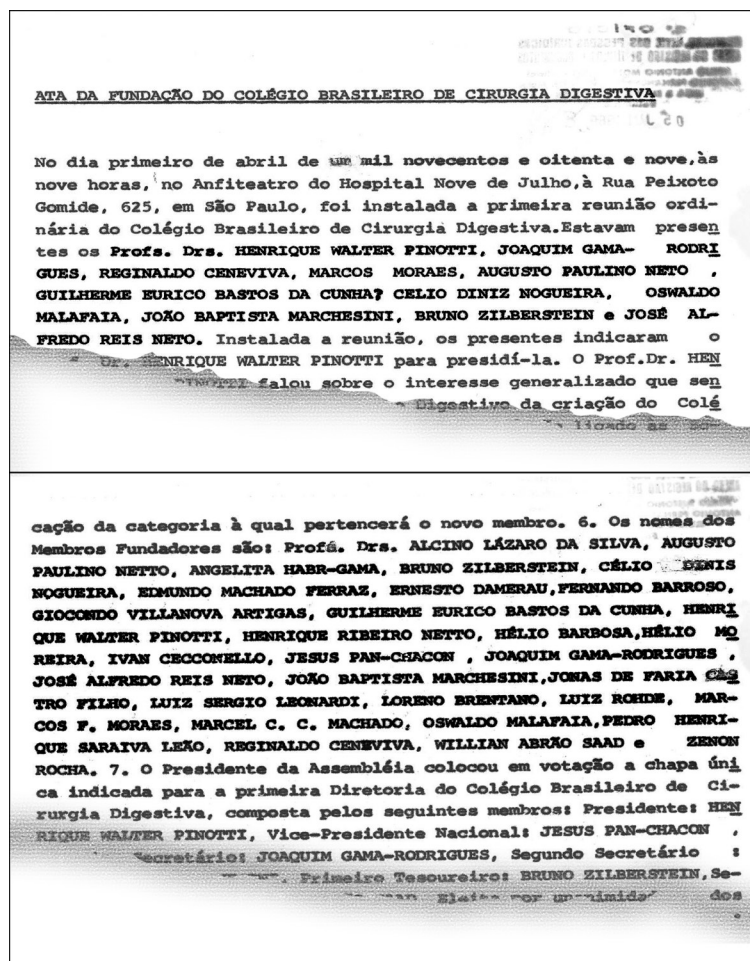 ATA DA FUNDAÇÃO DO COLÉGIO BRASILEIRO DE CIRURGIA DIGESTIVA
No dia primeiro de abril de um mil novecentos e oitenta e nove,às
nove horas, no Anfiteatro do Hospital Nove de Julho,à Rua Peixoto
Gomide, 625, em São Paulo, foi instalada a primeira reunião ordi-
nária do Colégio Brasileiro de Cirurgia Digestiva.Estavam presen
tes os Profs. Drs. HENRIQUE WALTER PINOTTI, JOAQUIM GAMA- RODRI
GUES, REGINALDO CENEVIVA, MARCOS MORAES, AUGUSTO PAULINO NETO ,
GUILHERME EURICO BASTOS DA CUNHA? CELIO DINIZ NOGUEIRA, OSWALDO
MALAFAIA, JOÃO BAPTISTA MARCHESINI, BRUNO ZILBERSTEIN e JOSÉ AL-
FREDO REIS NETO. Instalada a reunião, os presentes indicaram o
Dr. HENRIQUE WALTER PINOTTI para presidí-la. O Prof.Dr. HEN
PINOTTI falou sobre o interesse generalizado que sen
Digestivo da criação do Colé
ligado às So-
cação da categoria à qual pertencerá o novo membro. 6. Os nomes dos
Membros Fundadores são: Profs. Drs. ALCINO LÁZARO DA SILVA, AUGUSTO
PAULINO NETTO, ANGELITA HABR-GAMA, BRUNO ZILBERSTEIN, CÉLIO DINIS
NOGUEIRA, EDMUNDO MACHADO FERRAZ, ERNESTO DAMERAU,FERNANDO BARROSO,
GIOCONDO VILLANOVA ARTIGAS, GUILHERME EURICO BASTOS DA CUNHA, HENRI
QUE WALTER PINOTTI, HENRIQUE RIBEIRO NETTO, HÉLIO BARBOSA,HÉLIO MO
REIRA, IVAN CECCONELLO, JESUS PAN-CHACON , JOAQUIM GAMA-RODRIGUES ,
JOSÉ ALFREDO REIS NETO, JOÃO BAPTISTA MARCHESINI,JONAS DE FARIA CAS
TRO FILHO, LUIZ SERGIO LEONARDI, LORENO BRENTANO, LUIZ ROHDE, MAR-
COS F. MORAES, MARCEL C. C. MACHADO, OSWALDO MALAFAIA,PEDRO HENRI-
QUE SARAIVA LEÃO, REGINALDO CENEVIVA, WILLIAN ABRÃO SAAD e ZENON
ROCHA. 7. O Presidente da Assembléia colocou em votação a chapa úni
ca indicada para a primeira Diretoria do Colégio Brasileiro de Ci-
rurgia Digestiva, composta pelos seguintes membros: Presidente: HEN
RIQUE WALTER PINOTTI, Vice-Presidente Nacional: JESUS PAN-CHACON ,
Secretário: JOAQUIM GAMA-RODRIGUES, Segundo Secretário :
Primeiro Tesoureiro: BRUNO ZILBERSTEIN,Se-
dos